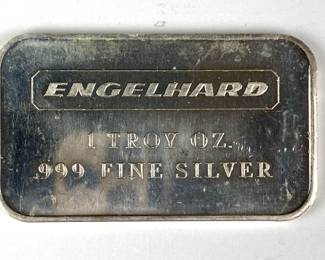 ENGELHARD
1 TROY OZ.
.999 FINE SILVER